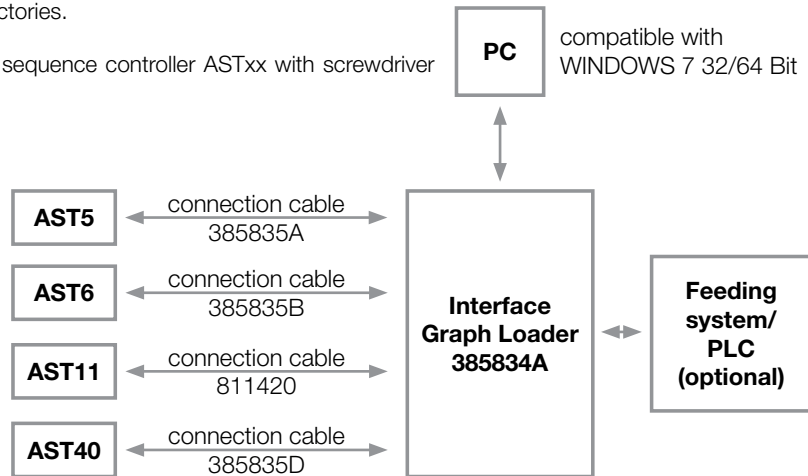 ctories.
sequence controller ASTxx with screwdriver
PC
compatible with
WINDOWS 7 32/64 Bit
AST5
connection cable
385835A
AST6
connection cable
385835B
AST11
connection cable
811420
AST40
connection cable
385835D
Interface
Graph Loader
385834A
Feeding
system/
PLC
(optional)